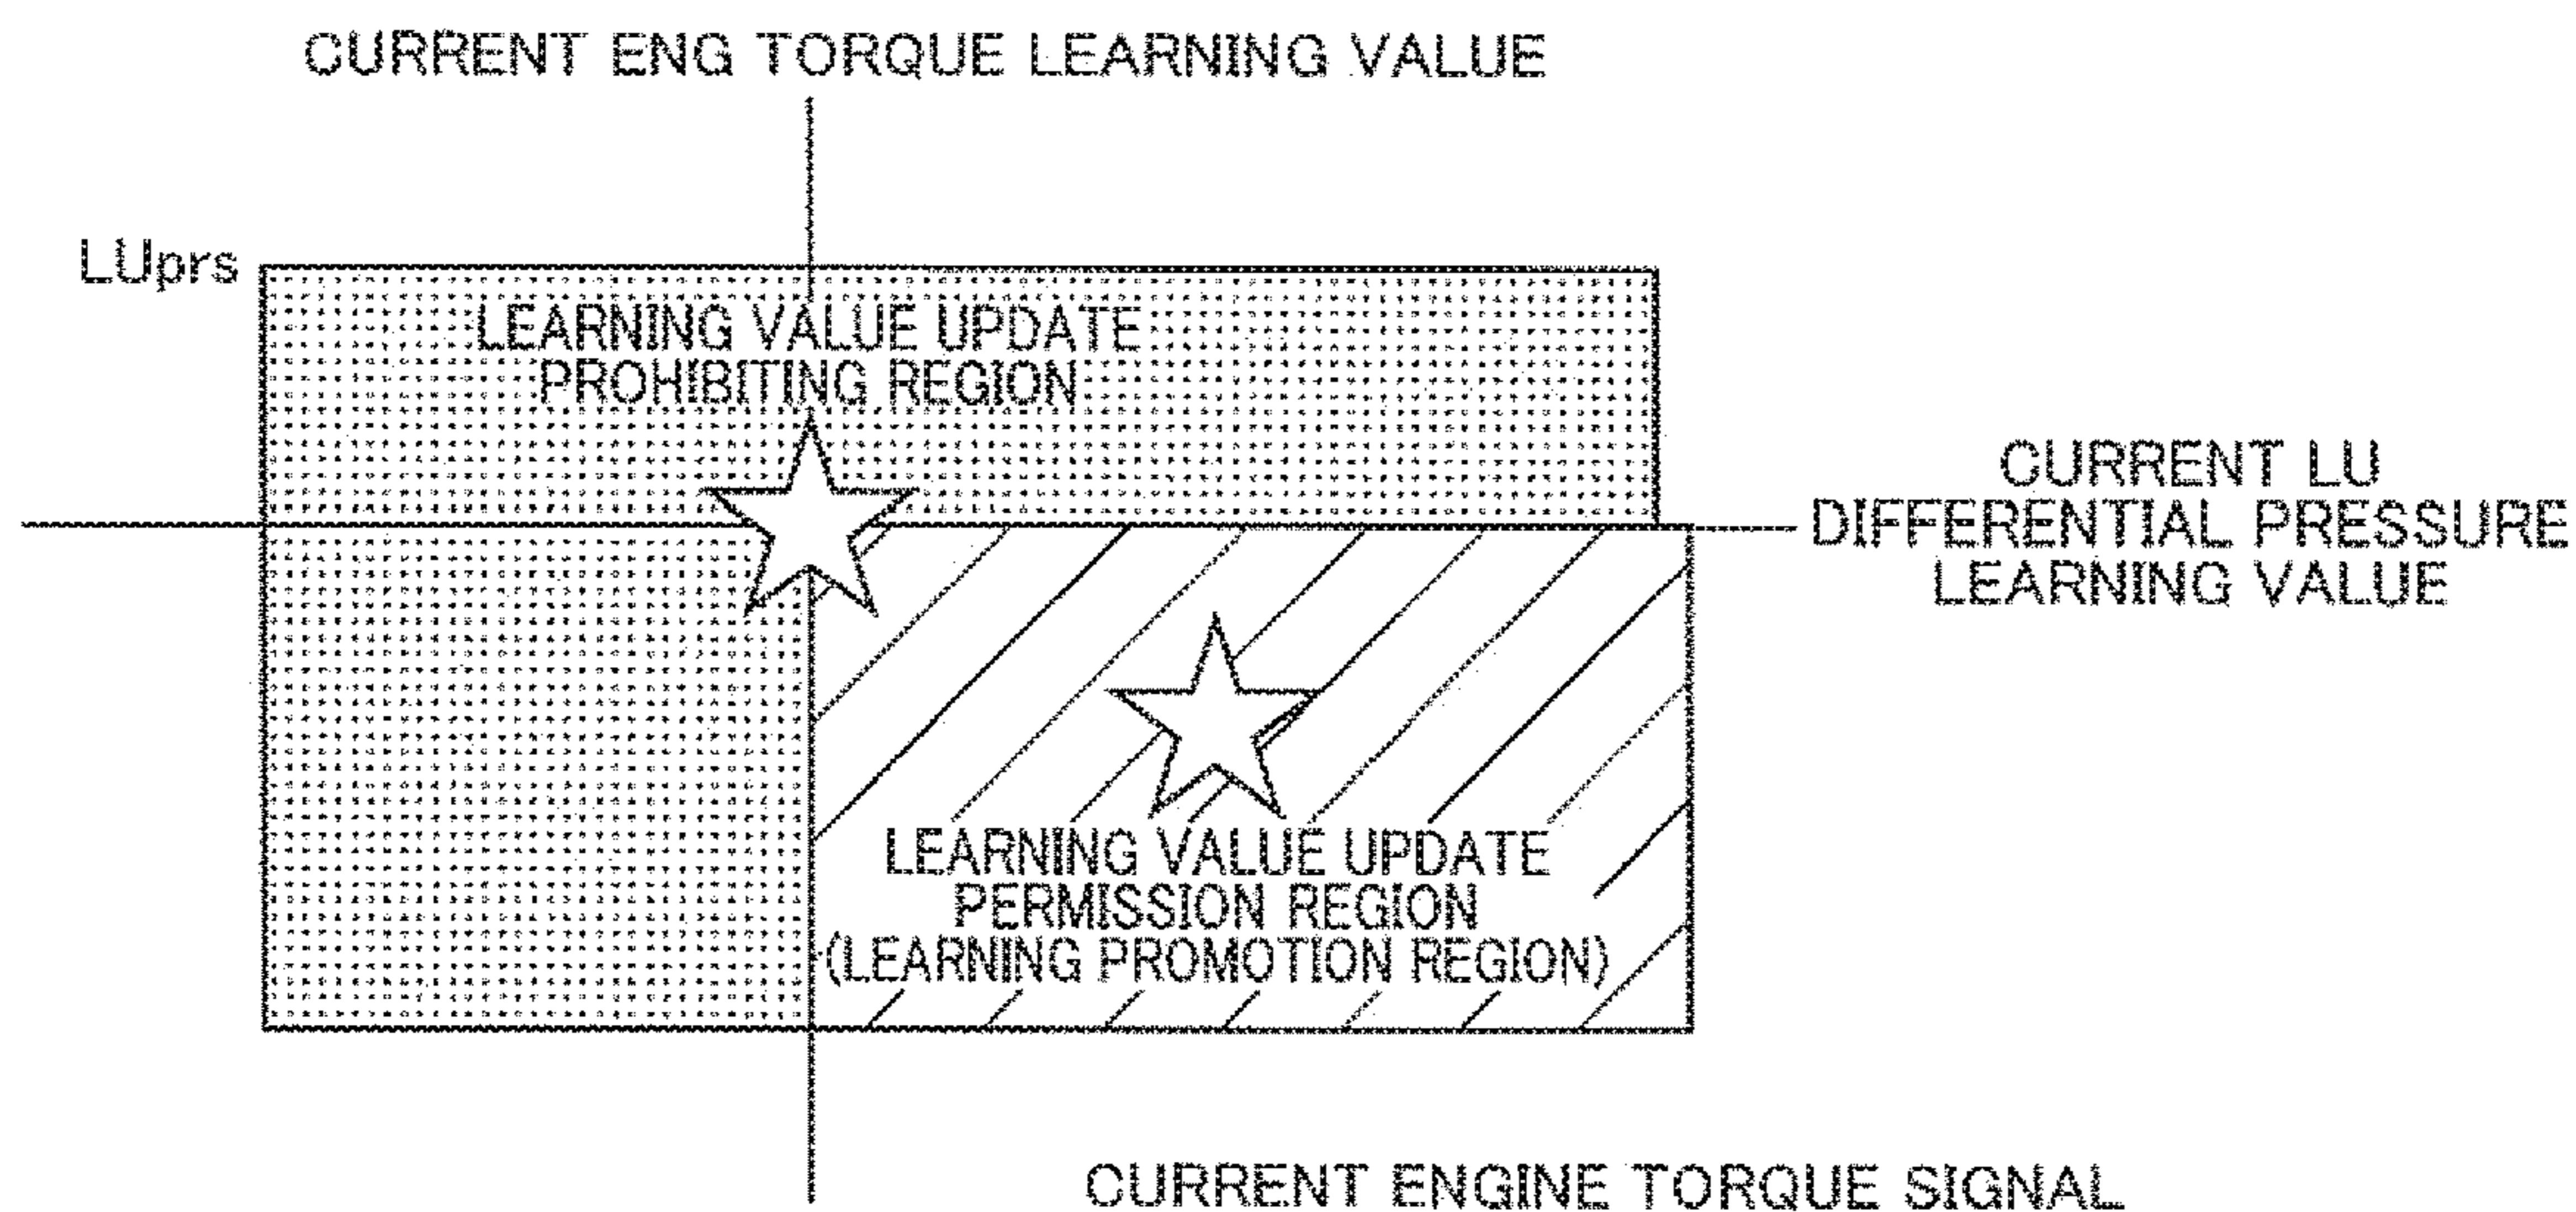 CURRENT ENG TORQUE LEARNING VALUE
LUprs
LEARNING VALUE UPDATE
PROHIBITING REGION
CURRENT LU
DIFFERENTIAL PRESSURE
LEARNING VALUE
LEARNING VALUE UPDATE
PERMISSION REGION
(LEARNING PROMOTION REGION)
CURRENT ENGINE TORQUE SIGNAL